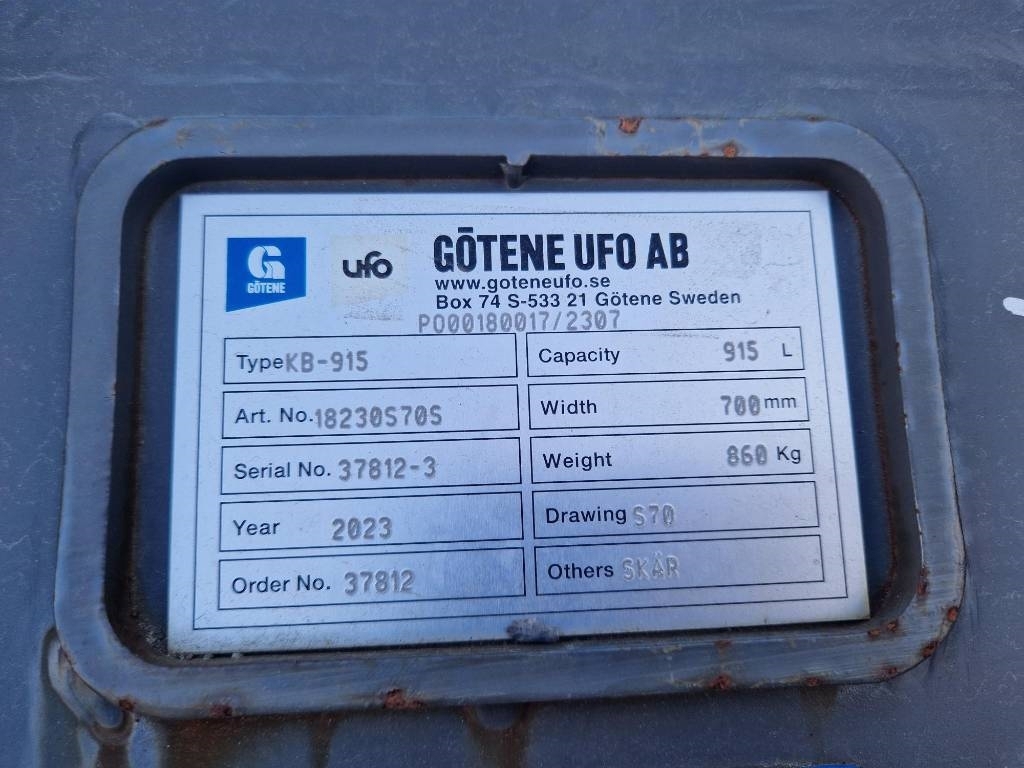 GÖTENE
ufo
GÖTENE UFO AB
www.goteneufo.se
Box 74 S-533 21 Götene Sweden
PO00180017/2307
Type KB-915
Capacity 915 L
Art. No. 18230S70S
Width 700 mm
Serial No. 37812-3
Weight 860 Kg
Year 2023
Drawing S70
Order No. 37812
Others SKÄR